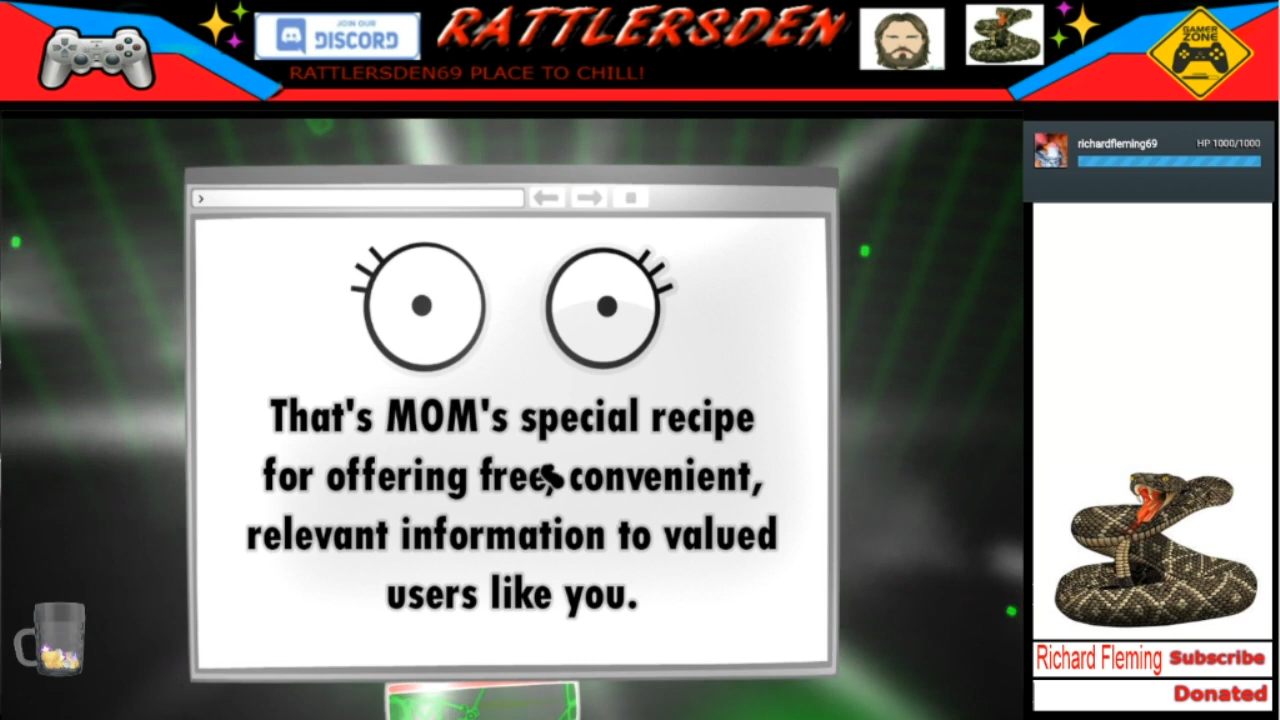 JOIN OUR
DISCORD
RATTLERSDEN
RATTLERSDEN69 PLACE TO CHILL!
GAMER
ZONE
richardfleming69
HP 1000/1000
>
That's MOM's special recipe
for offering free, convenient,
relevant information to valued
users like you.
Richard Fleming Subscribe
Donated